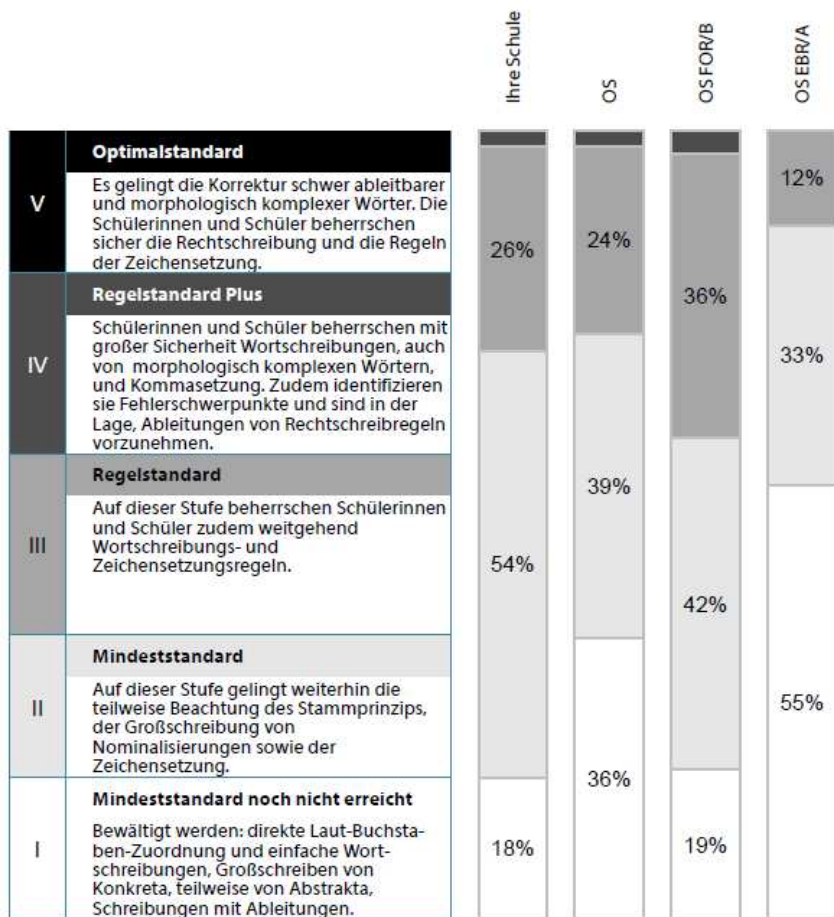 Ihre Schule
OS
OS FOR/B
OS EBR/A
V
Optimalstandard
Es gelingt die Korrektur schwer ableitbarer
und morphologisch komplexer Wörter. Die
Schülerinnen und Schüler beherrschen
sicher die Rechtschreibung und die Regeln
der Zeichensetzung.
IV
Regelstandard Plus
Schülerinnen und Schüler beherrschen mit
großer Sicherheit Wortschreibungen, auch
von morphologisch komplexen Wörtern,
und Kommasetzung. Zudem identifizieren
sie Fehlerschwerpunkte und sind in der
Lage, Ableitungen von Rechtschreibregeln
vorzunehmen.
III
Regelstandard
Auf dieser Stufe beherrschen Schülerinnen
und Schüler zudem weitgehend
Wortschreibungs- und
Zeichensetzungsregeln.
II
Mindeststandard
Auf dieser Stufe gelingt weiterhin die
teilweise Beachtung des Stammprinzips,
der Großschreibung von
Nominalisierungen sowie der
Zeichensetzung.
I
Mindeststandard noch nicht erreicht
Bewältigt werden: direkte Laut-Buchsta-
ben-Zuordnung und einfache Wort-
schreibungen, Großschreiben von
Konkreta, teilweise von Abstrakta,
Schreibungen mit Ableitungen.
26%
54%
18%
24%
39%
36%
36%
42%
19%
12%
33%
55%